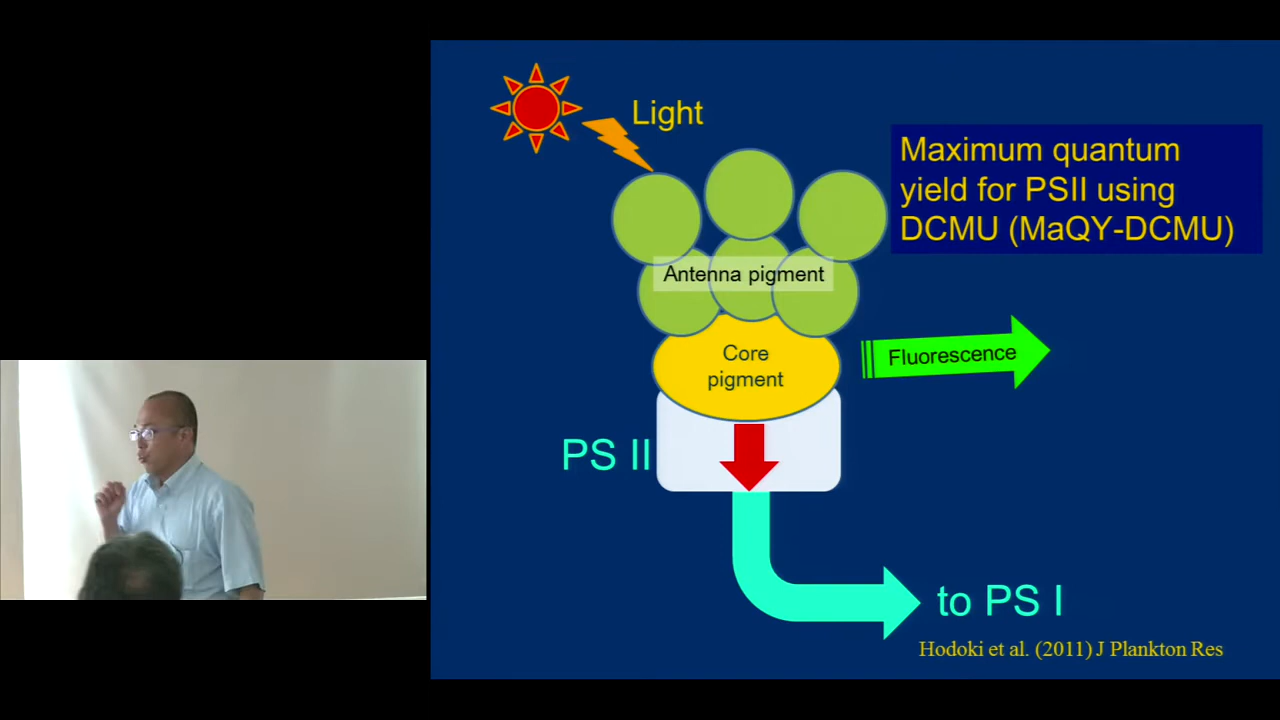 Light
Maximum quantum
yield for PSII using
DCMU (MaQY-DCMU)
Antenna pigment
Core
pigment
Fluorescence
PS II
to PS I
Hodoki et al. (2011) J Plankton Res